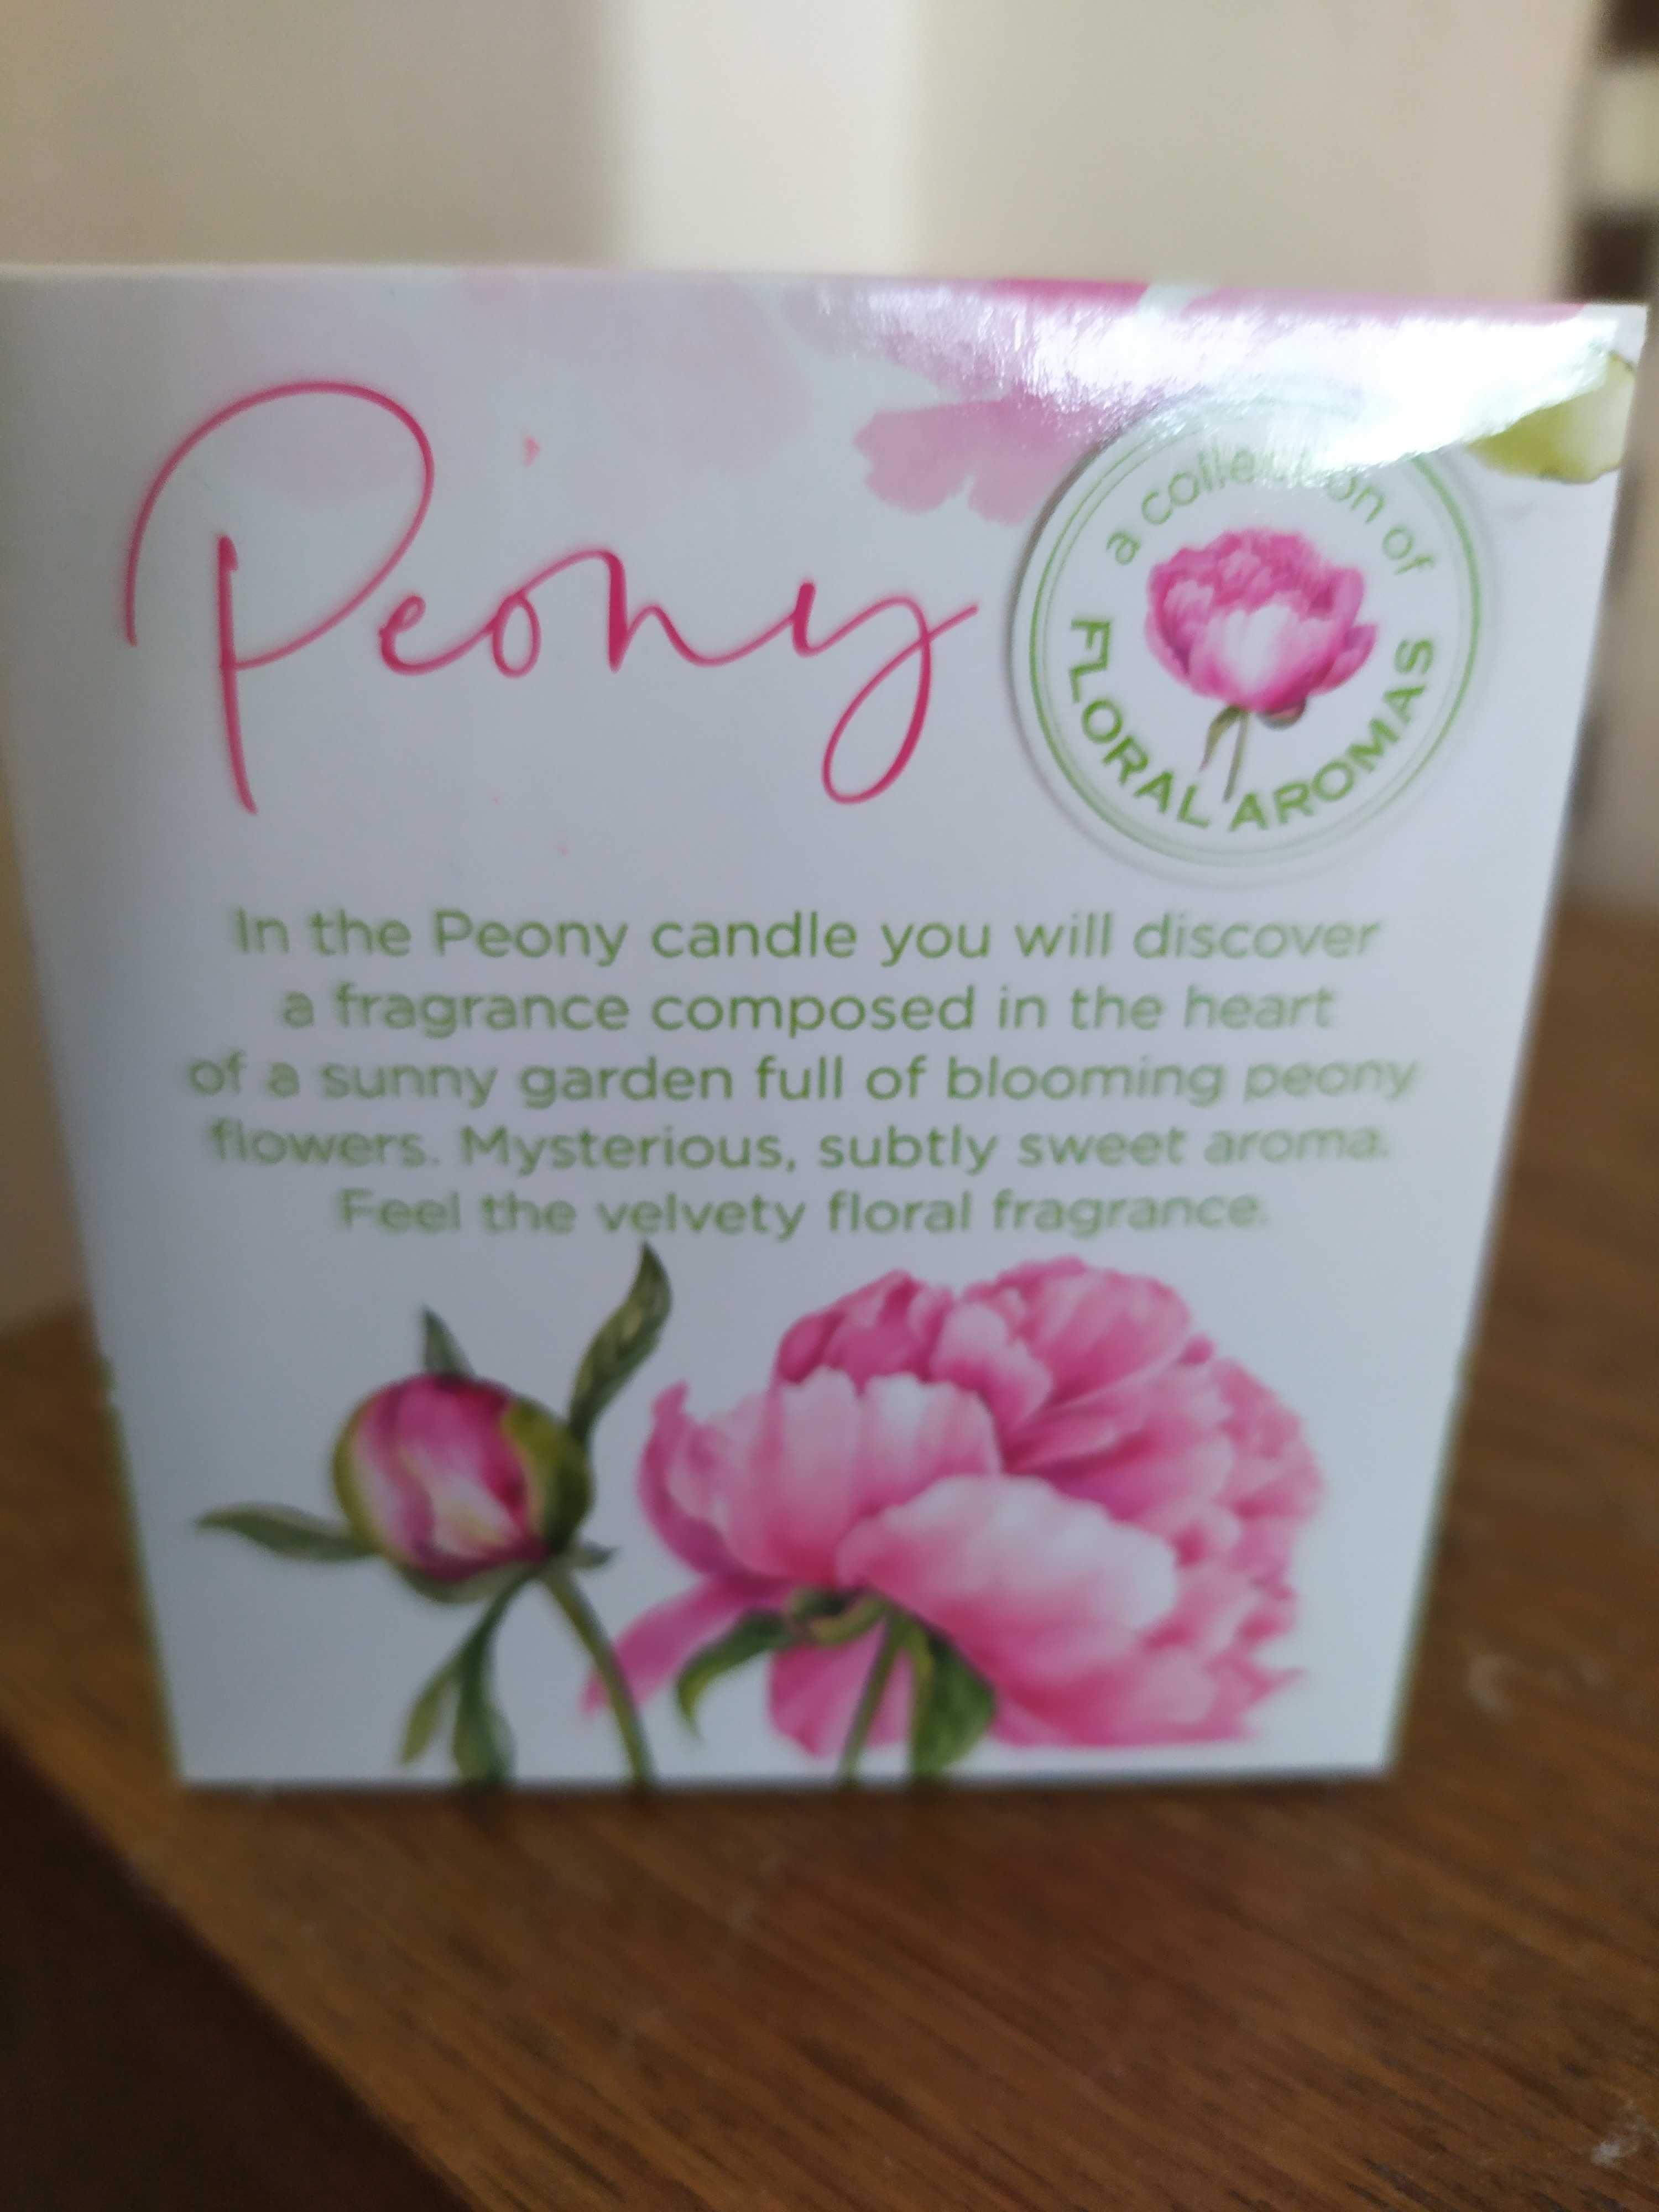 Peony
a collection of
FLORAL AROMAS
In the Peony candle you will discover
a fragrance composed in the heart
of a sunny garden full of blooming peony
flowers. Mysterious, subtly sweet aroma.
Feel the velvety floral fragrance.